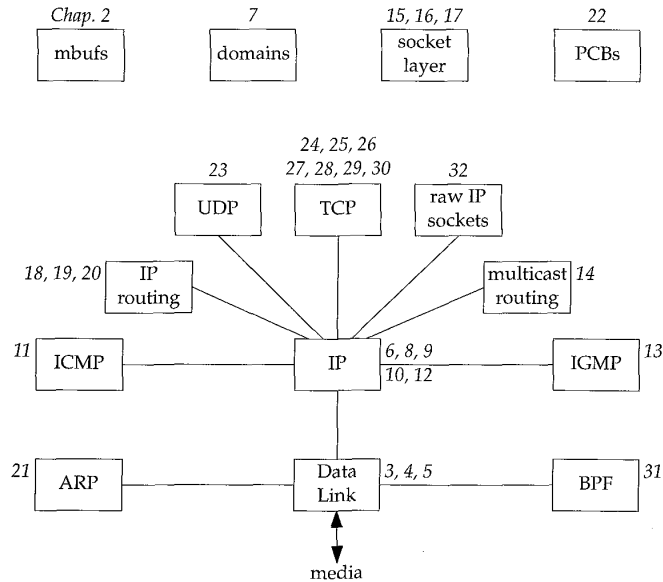 Chap. 2
7
15, 16, 17
22
mbufs
domains
socket
layer
PCBs
24, 25, 26
23
27, 28, 29, 30
32
UDP
TCP
raw IP
sockets
18, 19, 20
IP
routing
multicast
routing
14
11
ICMP
IP
6, 8, 9
10, 12
IGMP
13
21
ARP
Data
Link
3, 4, 5
BPF
31
media